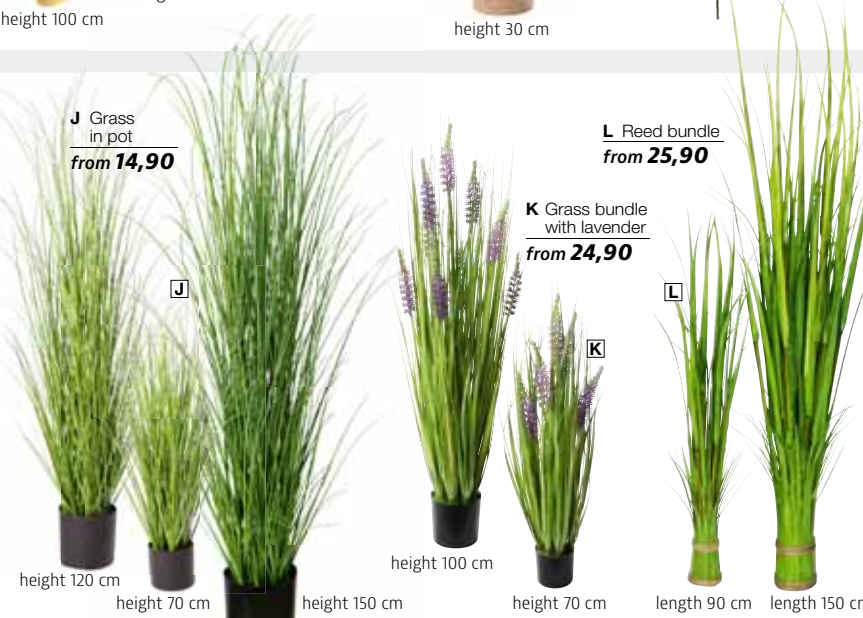 height 100 cm
height 30 cm
J Grass
in pot
from 14,90
L Reed bundle
from 25,90
K Grass bundle
with lavender
from 24,90
J
L
K
height 100 cm
height 120 cm
height 70 cm
height 150 cm
height 70 cm
length 90 cm
length 150